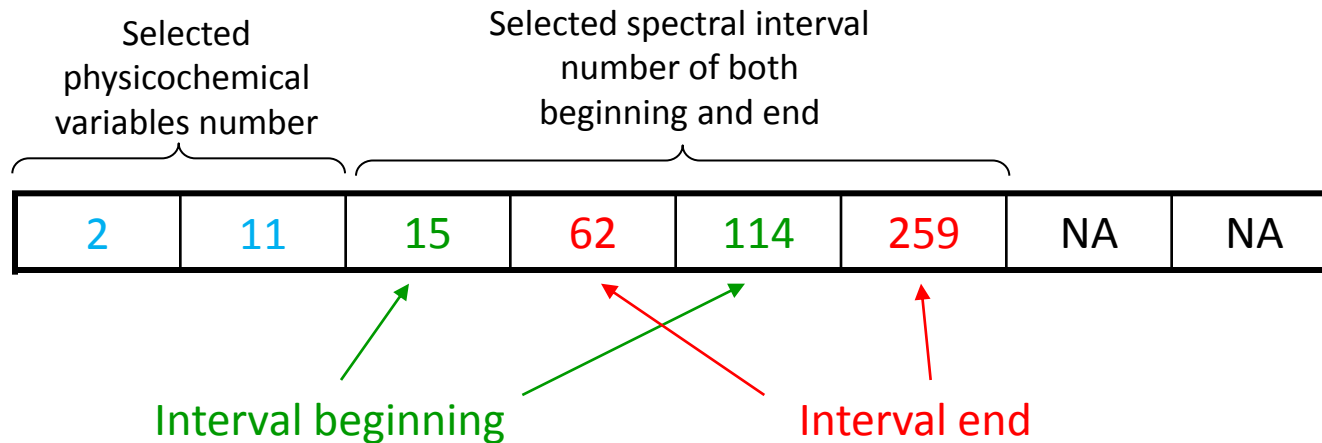 Selected
physicochemical
variables number
Selected spectral interval
number of both
beginning and end
2 11 15 62 114 259 NA NA
Interval beginning
Interval end